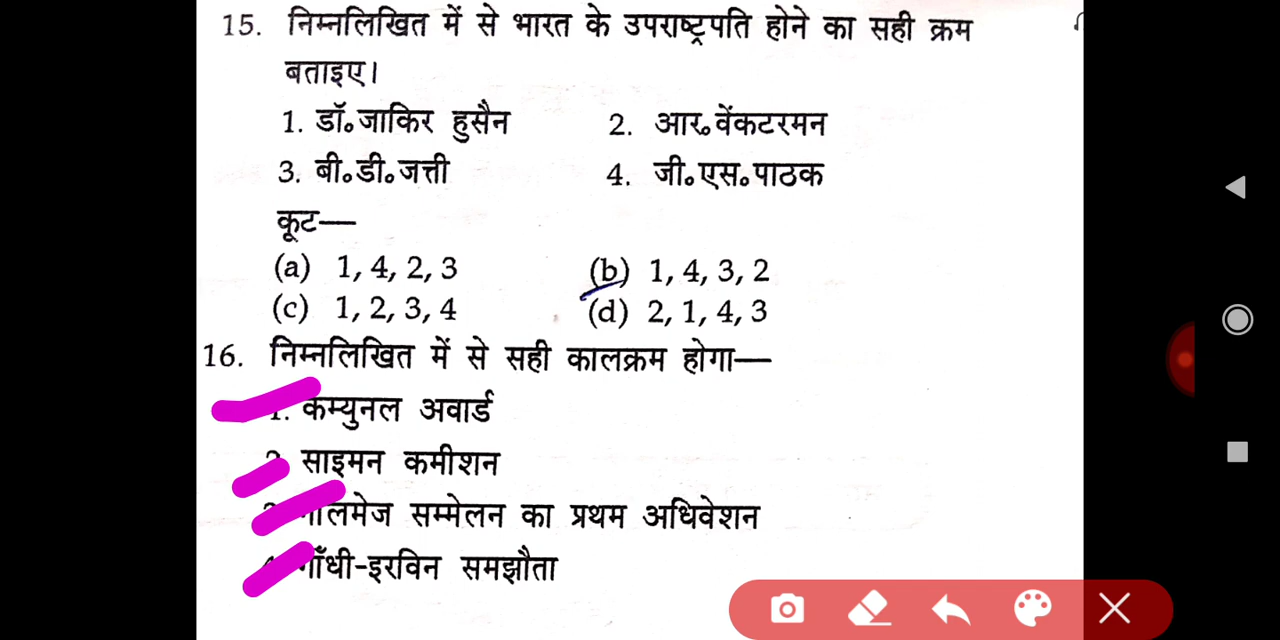 15. निम्नलिखित में से भारत के उपराष्ट्रपति होने का सही क्रम
बताइए।
1. डॉ॰जाकिर हुसैन 2. आर॰वेंकटरमन
3. बी॰डी॰जत्ती 4. जी॰एस॰पाठक
कूट—
(a) 1, 4, 2, 3 (b) 1, 4, 3, 2
(c) 1, 2, 3, 4 (d) 2, 1, 4, 3
16. निम्नलिखित में से सही कालक्रम होगा—
1. कम्युनल अवार्ड
साइमन कमीशन
गोलमेज सम्मेलन का प्रथम अधिवेशन
गाँधी-इरविन समझौता